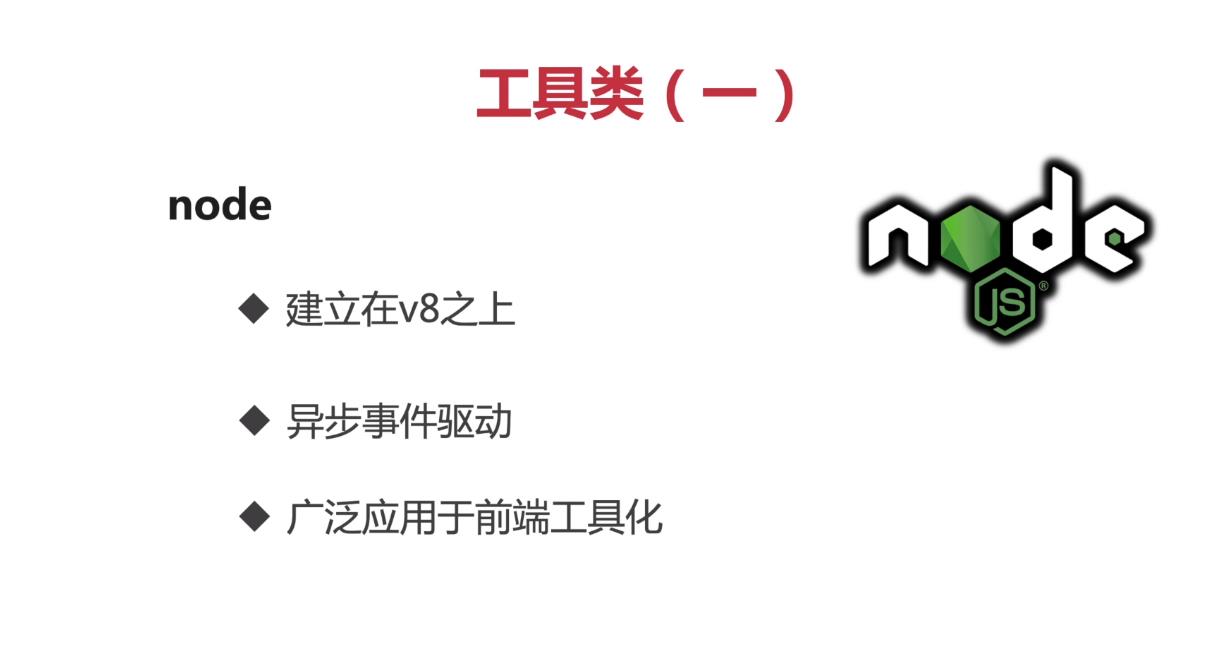 工具类（一）
node
node
JS®
◆ 建立在v8之上
◆ 异步事件驱动
◆ 广泛应用于前端工具化